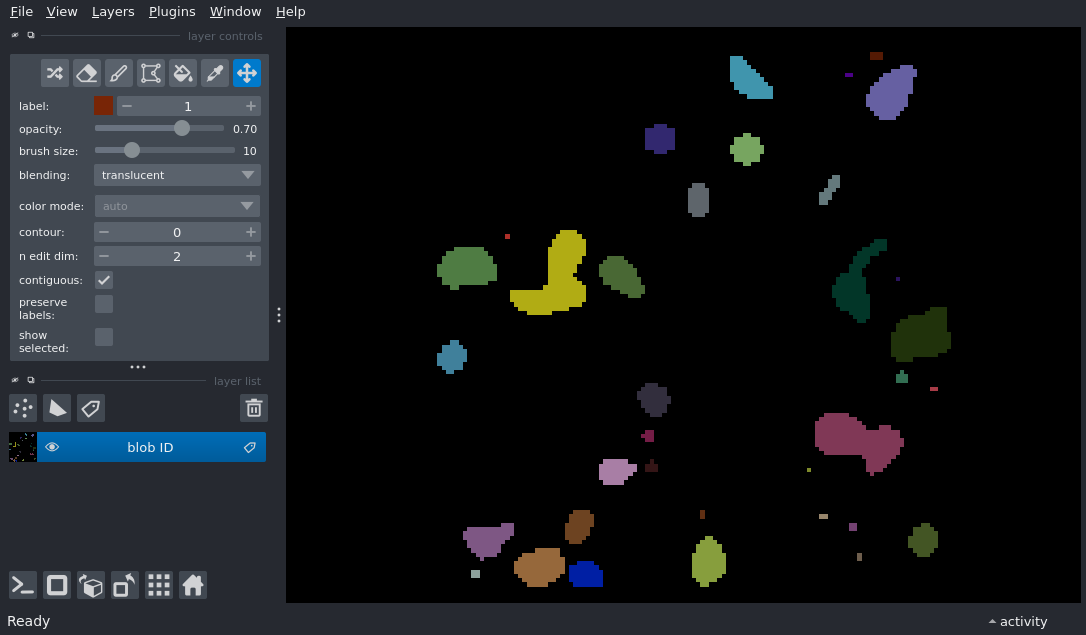 File View Layers Plugins Window Help
layer controls
label: 1
opacity: 0.70
brush size: 10
blending: translucent
color mode: auto
contour: 0
n edit dim: 2
contiguous:
preserve
labels:
show
selected:
layer list
blob ID
Ready
activity